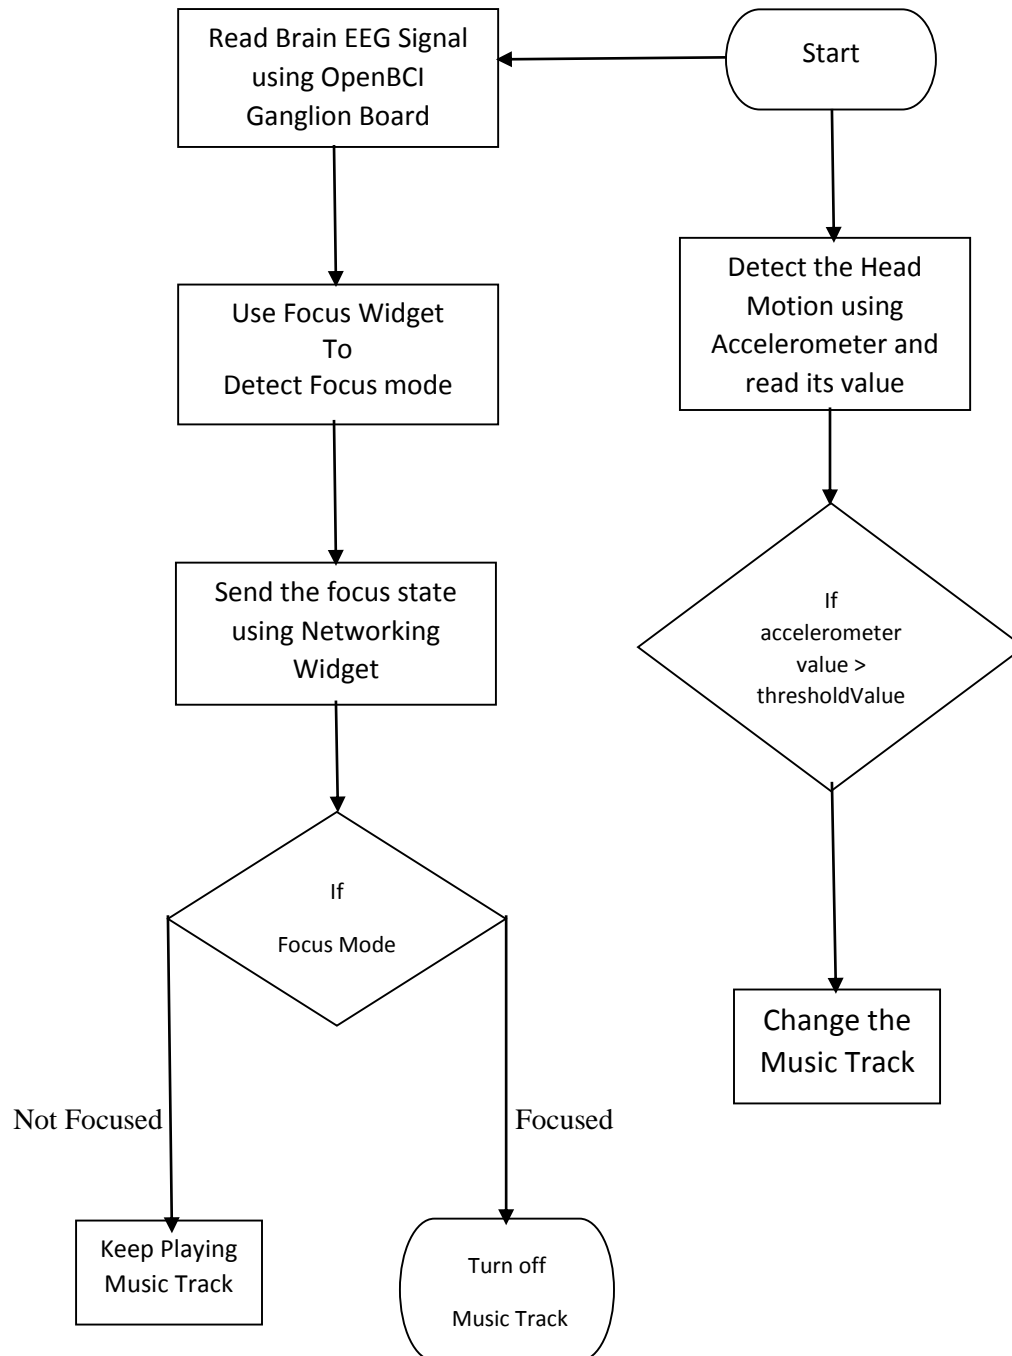 Read Brain EEG Signal
using OpenBCI
Ganglion Board
Start
Use Focus Widget
To
Detect Focus mode
Detect the Head
Motion using
Accelerometer and
read its value
Send the focus state
using Networking
Widget
If
accelerometer
value >
thresholdValue
If
Focus Mode
Change the
Music Track
Not Focused
Focused
Keep Playing
Music Track
Turn off
Music Track